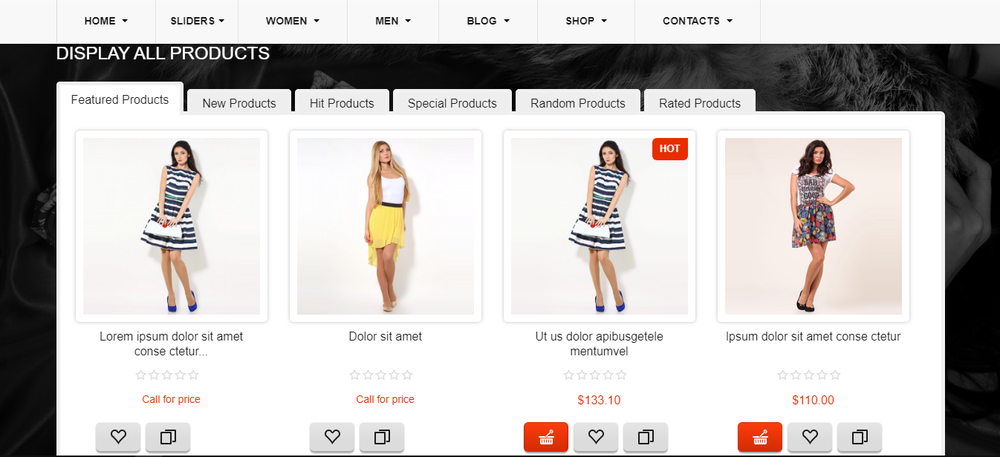 HOME SLIDERS WOMEN MEN BLOG SHOP CONTACTS
DISPLAY ALL PRODUCTS
Featured Products New Products Hit Products Special Products Random Products Rated Products
HOT
BAH
GOOP
Lorem ipsum dolor sit amet
conse ctetur...
Dolor sit amet
Ut us dolor apibusgetele
mentumvel
Ipsum dolor sit amet conse ctetur
Call for price Call for price $133.10 $110.00